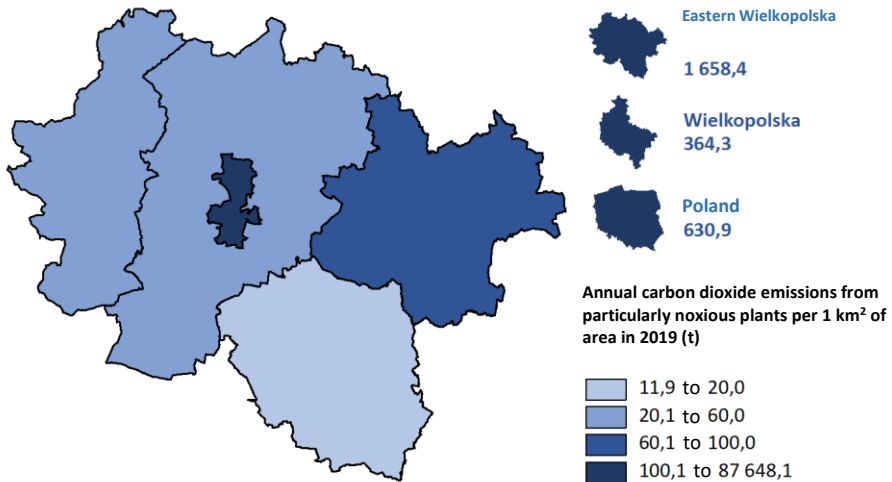 Eastern Wielkopolska
1 658,4
Wielkopolska
364,3
Poland
630,9
Annual carbon dioxide emissions from
particularly noxious plants per 1 km² of
area in 2019 (t)
11,9 to 20,0
20,1 to 60,0
60,1 to 100,0
100,1 to 87 648,1